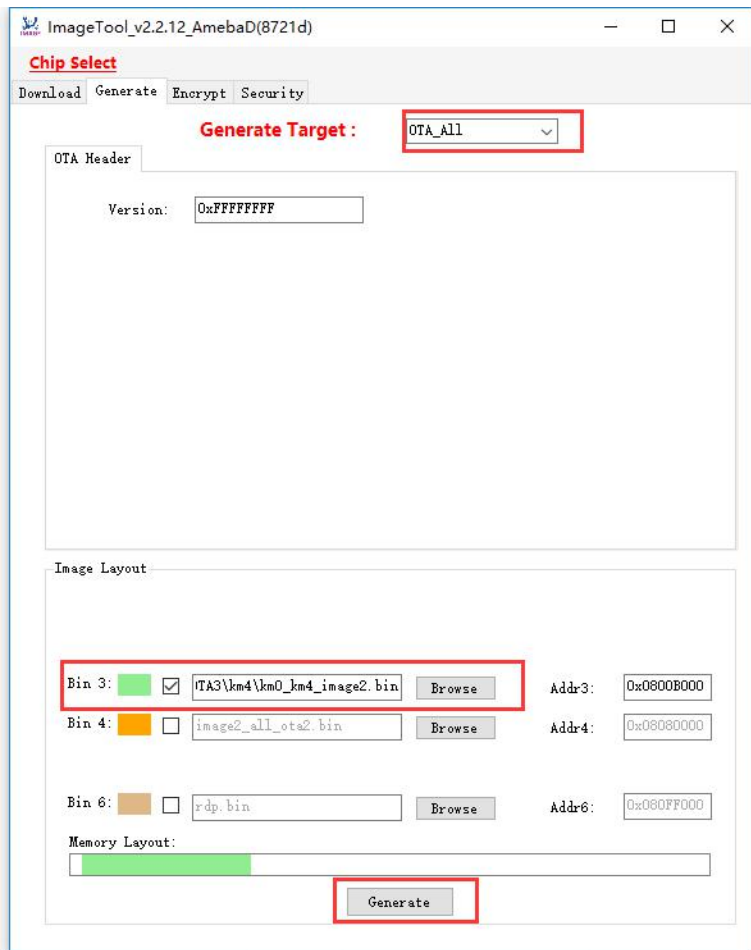 ImageTool_v2.2.12_AmebaD(8721d)
Chip Select
Download Generate Encrypt Security
Generate Target : OTA_All
OTA Header
Version: 0xFFFFFFFF
Image Layout
Bin 3: TA3\km4\km0_km4_image2.bin Browse Addr3: 0x0800B000
Bin 4: image2_all_ota2.bin Browse Addr4: 0x08080000
Bin 6: rdp.bin Browse Addr6: 0x080FF000
Memory Layout:
Generate